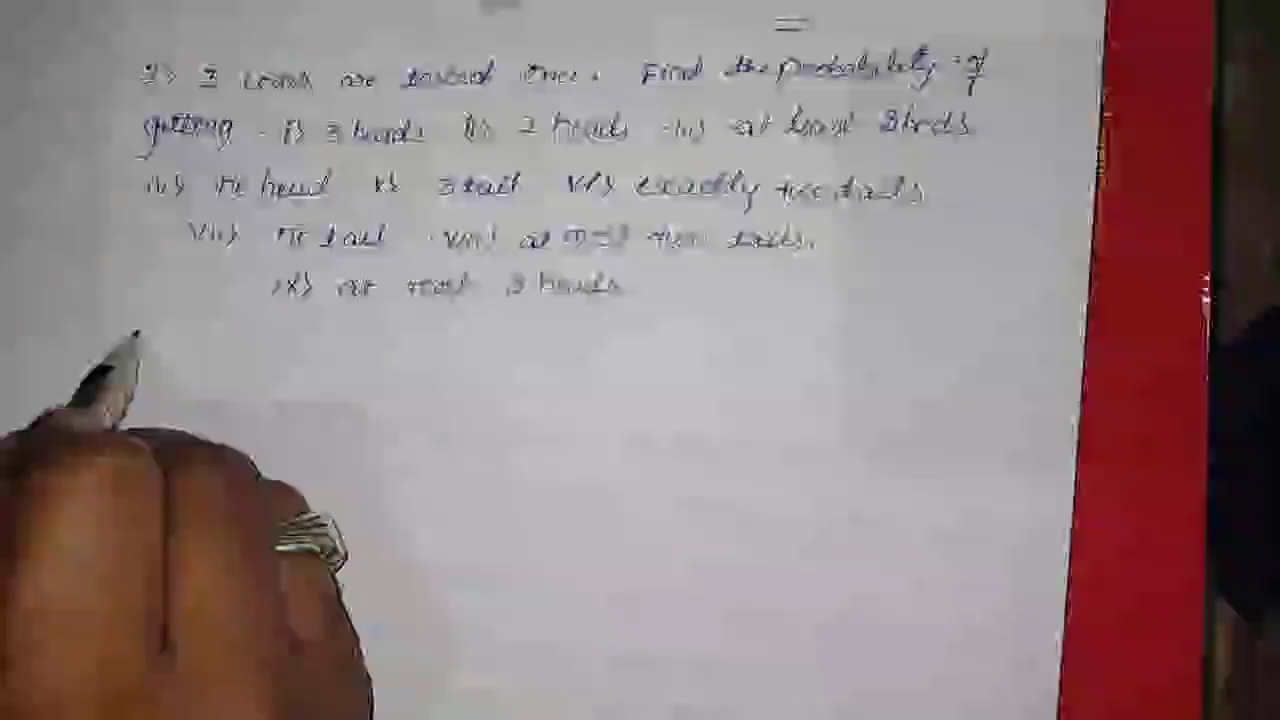 3 coins are tossed once. Find the probability of
getting i) 3 heads ii) 2 heads iii) at least 2 heads
iv) no head v) 3 tail vi) exactly two tails
vii) no tail viii) at most two tails.
ix) at most 2 heads